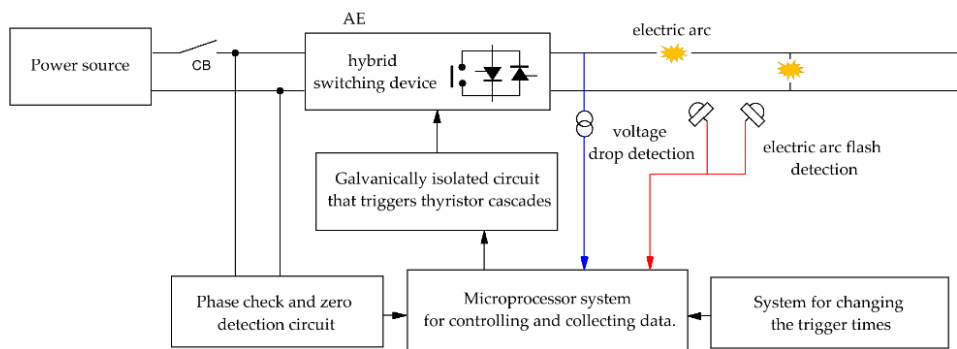 AE
electric arc
Power source
CB
hybrid
switching device
voltage
drop detection
electric arc flash
detection
Galvanically isolated circuit
that triggers thyristor cascades
Phase check and zero
detection circuit
Microprocessor system
for controlling and collecting data.
System for changing
the trigger times